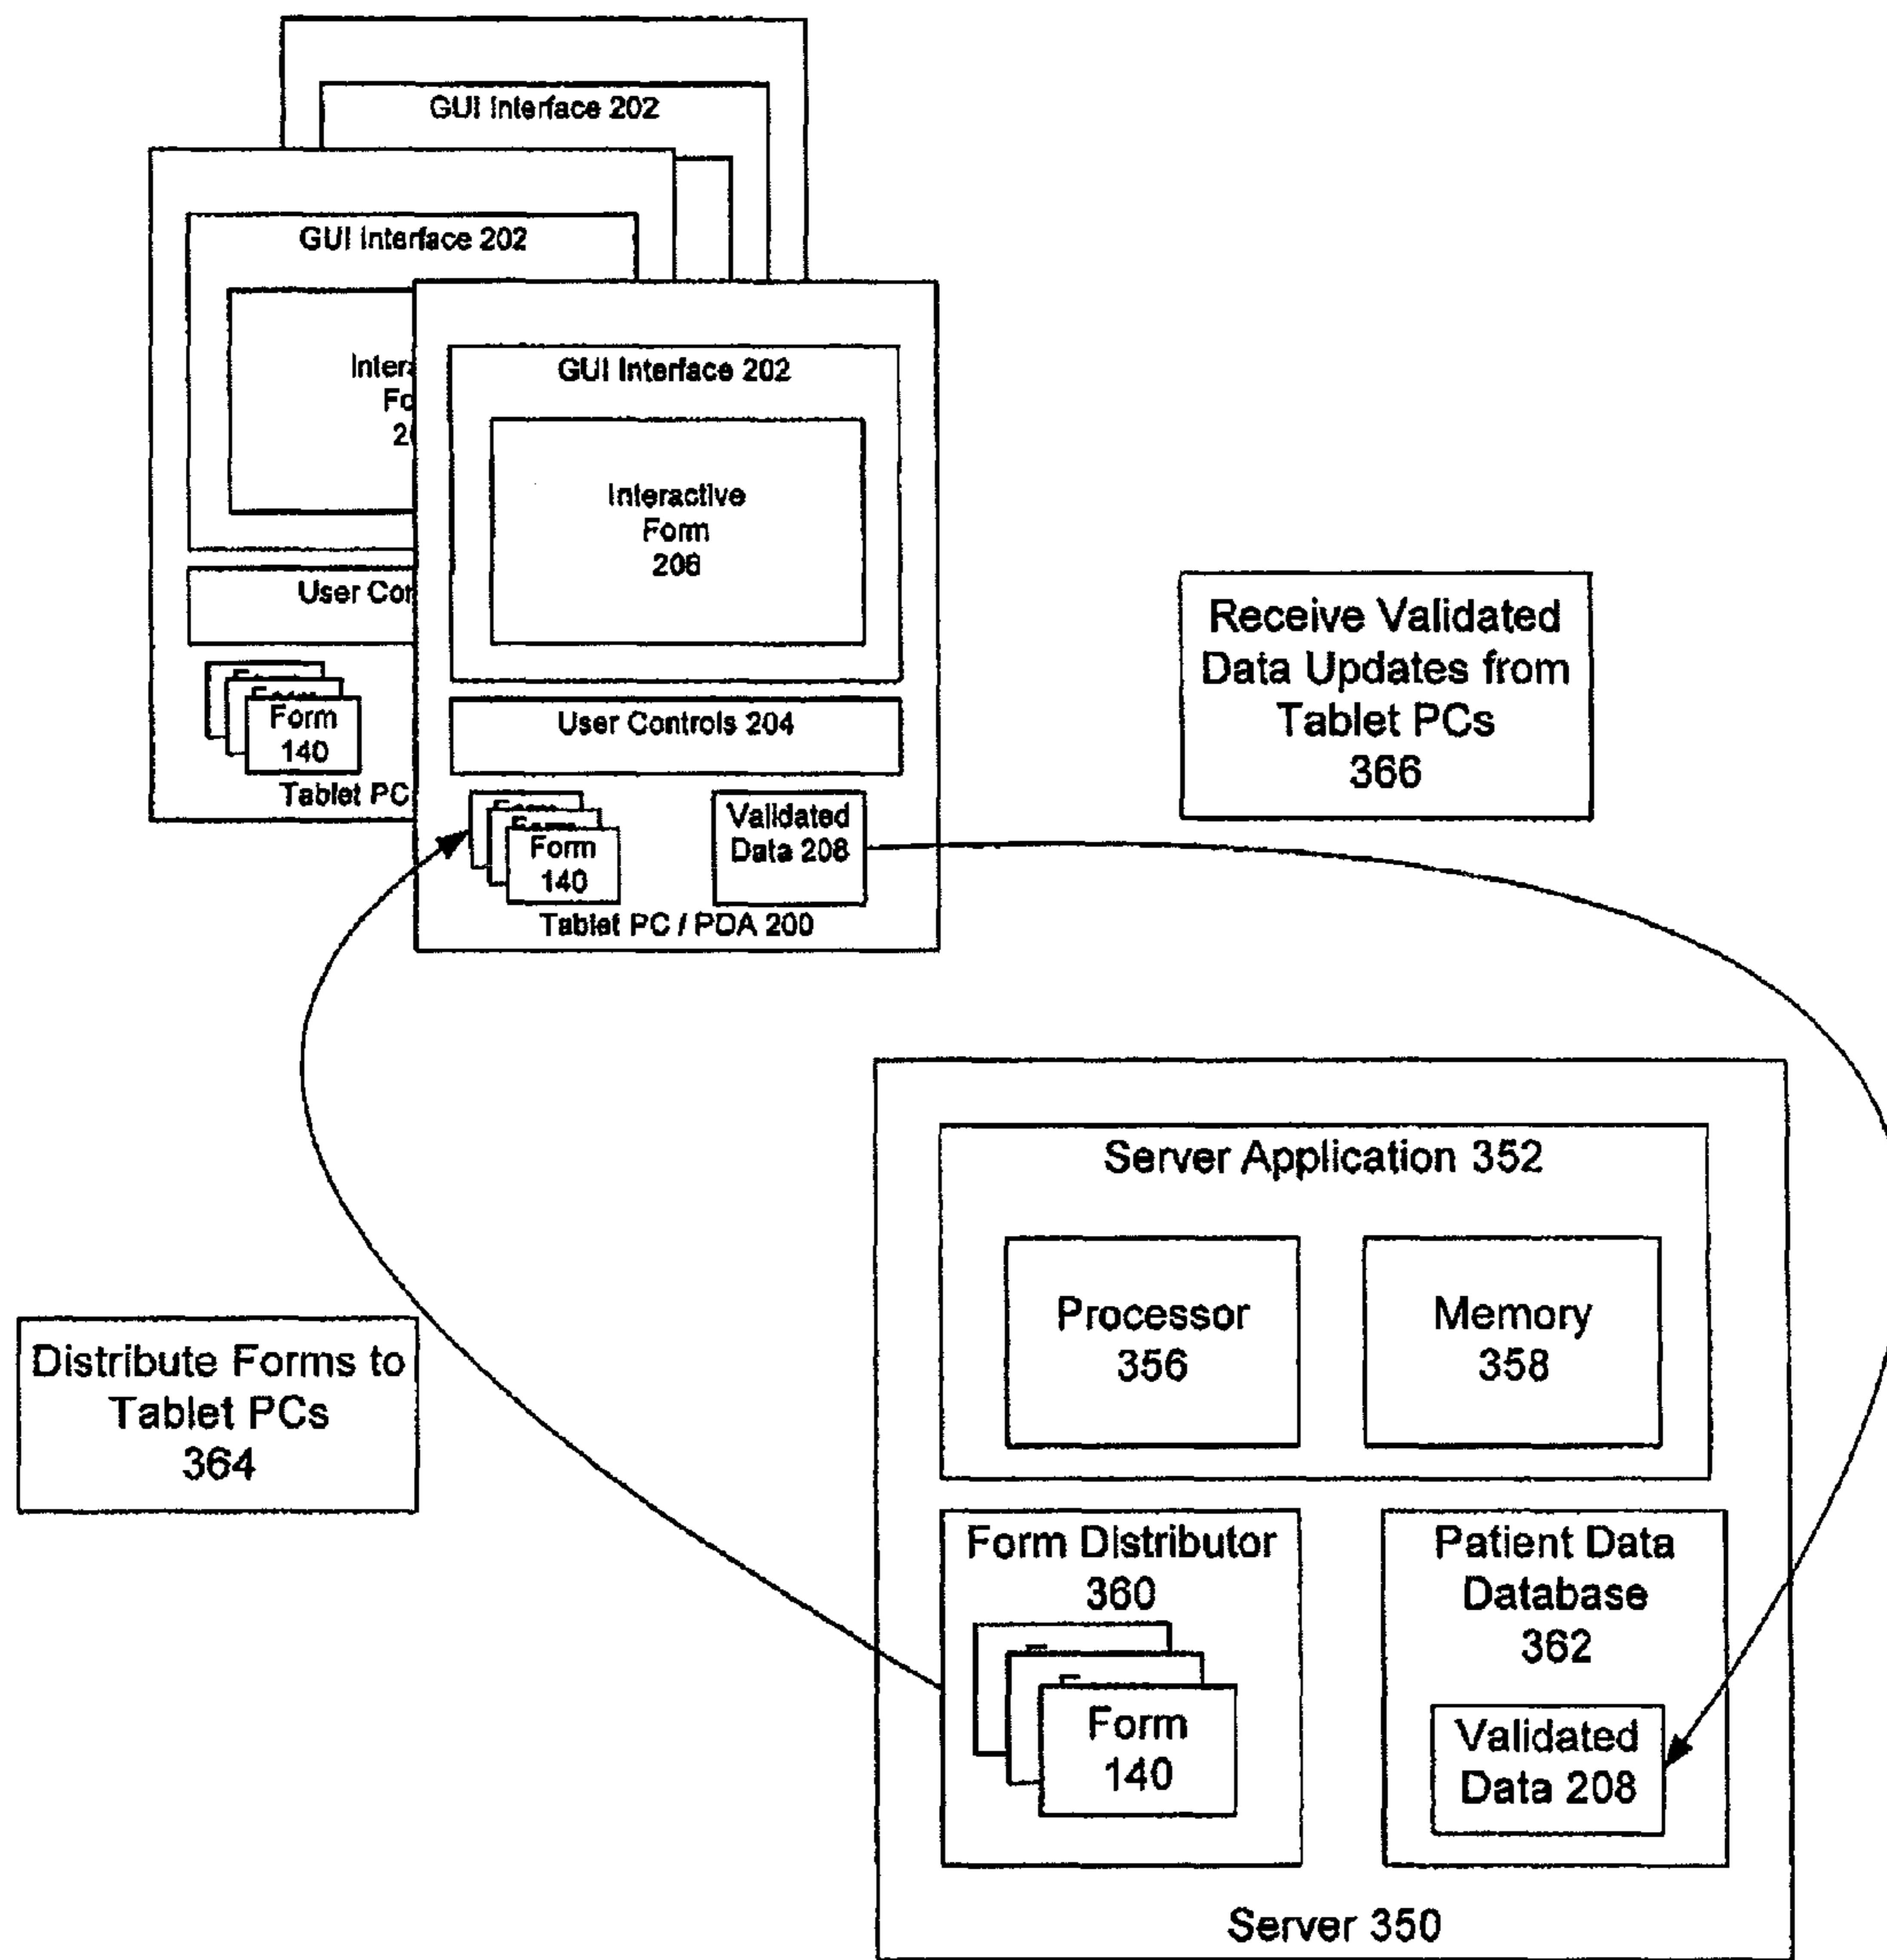 GUI Interface 202
GUI Interface 202
User
Form
140
Tablet PC
GUI Interface 202
Interactive
Form
206
User Controls 204
Form
140
Validated
Data 208
Tablet PC / PDA 200
Receive Validated
Data Updates from
Tablet PCs
366
Distribute Forms to
Tablet PCs
364
Server Application 352
Processor
356
Memory
358
Form Distributor
360
Form
140
Patient Data
Database
362
Validated
Data 208
Server 350